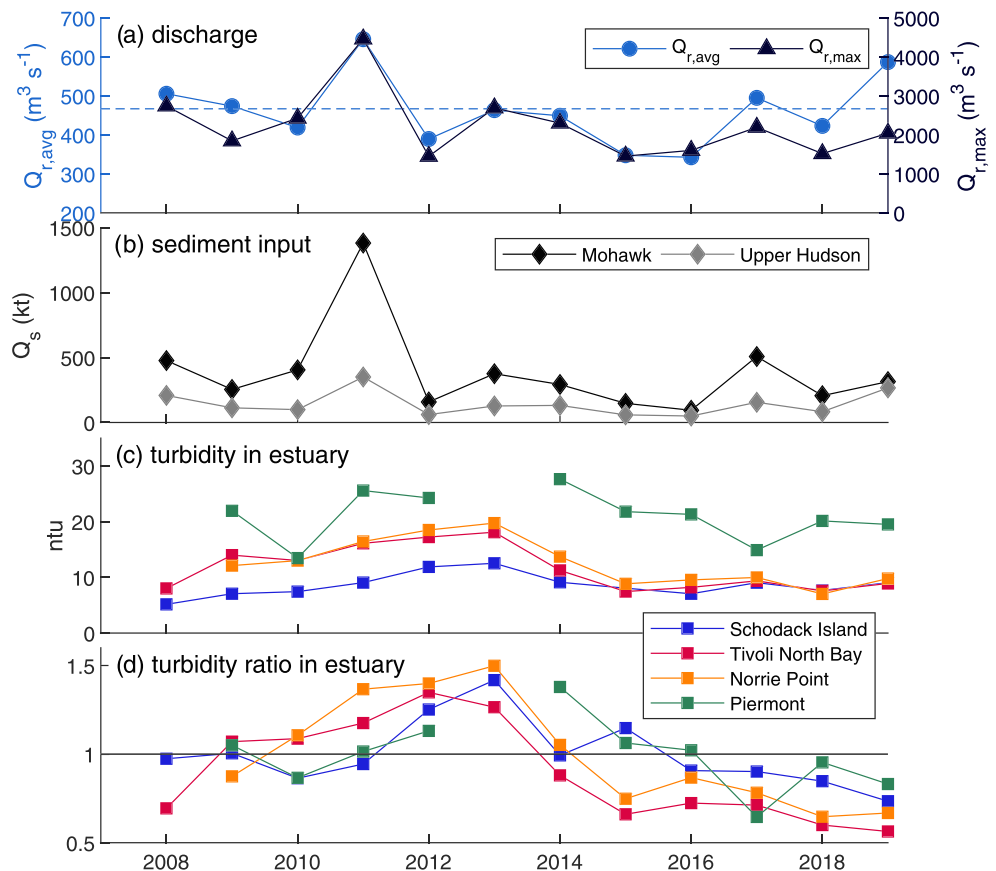 (a) discharge
Q_r,avg
Q_r,max
700
600
500
400
300
200
Q_r,avg (m³ s⁻¹)
5000
4000
3000
2000
1000
0
Q_r,max (m³ s⁻¹)
(b) sediment input
Mohawk
Upper Hudson
1500
1000
500
0
Q_s (kt)
(c) turbidity in estuary
30
20
10
0
ntu
Schodack Island
Tivoli North Bay
Norrie Point
Piermont
(d) turbidity ratio in estuary
1.5
1
0.5
2008
2010
2012
2014
2016
2018